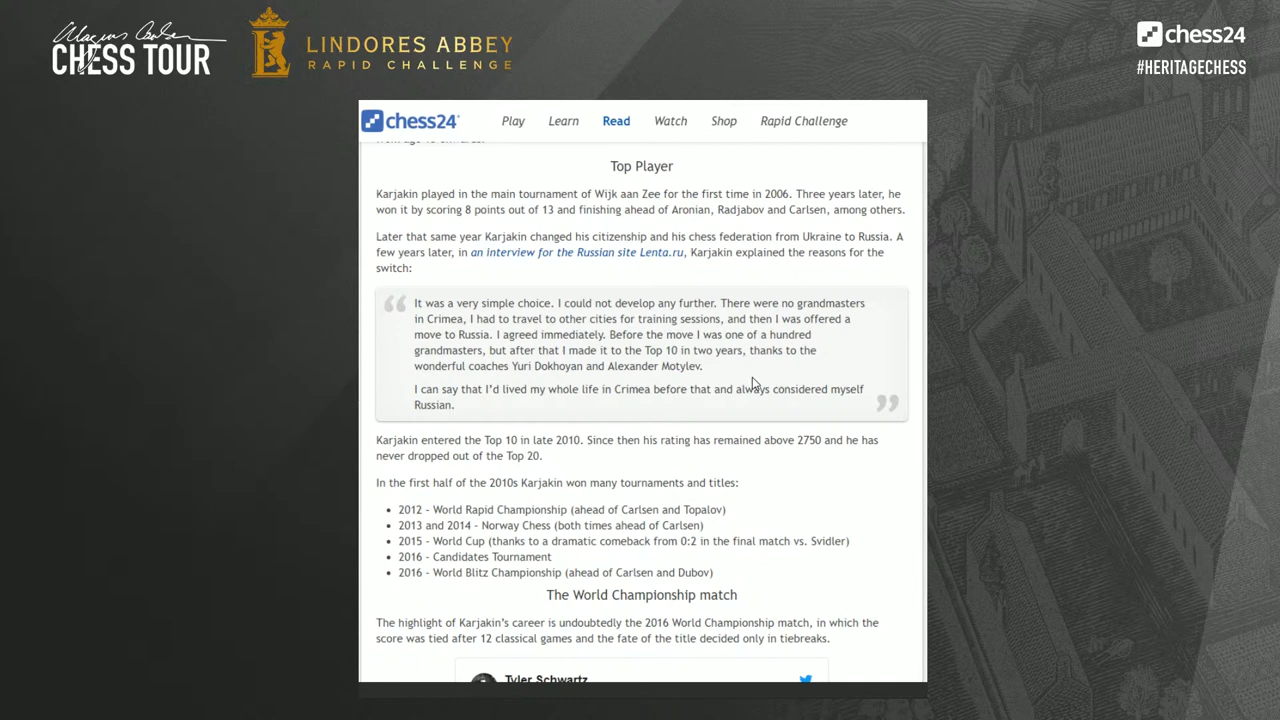 Magnus Carlsen
CHESS TOUR
LINDORES ABBEY
RAPID CHALLENGE
chess24
#HERITAGECHESS
chess24
Play Learn Read Watch Shop Rapid Challenge
Top Player
Karjakin played in the main tournament of Wijk aan Zee for the first time in 2006. Three years later, he
won it by scoring 8 points out of 13 and finishing ahead of Aronian, Radjabov and Carlsen, among others.
Later that same year Karjakin changed his citizenship and his chess federation from Ukraine to Russia. A
few years later, in an interview for the Russian site Lenta.ru, Karjakin explained the reasons for the
switch:
“ It was a very simple choice. I could not develop any further. There were no grandmasters
in Crimea, I had to travel to other cities for training sessions, and then I was offered a
move to Russia. I agreed immediately. Before the move I was one of a hundred
grandmasters, but after that I made it to the Top 10 in two years, thanks to the
wonderful coaches Yuri Dokhoyan and Alexander Motylev.
I can say that I’d lived my whole life in Crimea before that and always considered myself
Russian. ”
Karjakin entered the Top 10 in late 2010. Since then his rating has remained above 2750 and he has
never dropped out of the Top 20.
In the first half of the 2010s Karjakin won many tournaments and titles:
• 2012 - World Rapid Championship (ahead of Carlsen and Topalov)
• 2013 and 2014 - Norway Chess (both times ahead of Carlsen)
• 2015 - World Cup (thanks to a dramatic comeback from 0:2 in the final match vs. Svidler)
• 2016 - Candidates Tournament
• 2016 - World Blitz Championship (ahead of Carlsen and Dubov)
The World Championship match
The highlight of Karjakin’s career is undoubtedly the 2016 World Championship match, in which the
score was tied after 12 classical games and the fate of the title decided only in tiebreaks.
Tyler Schwartz